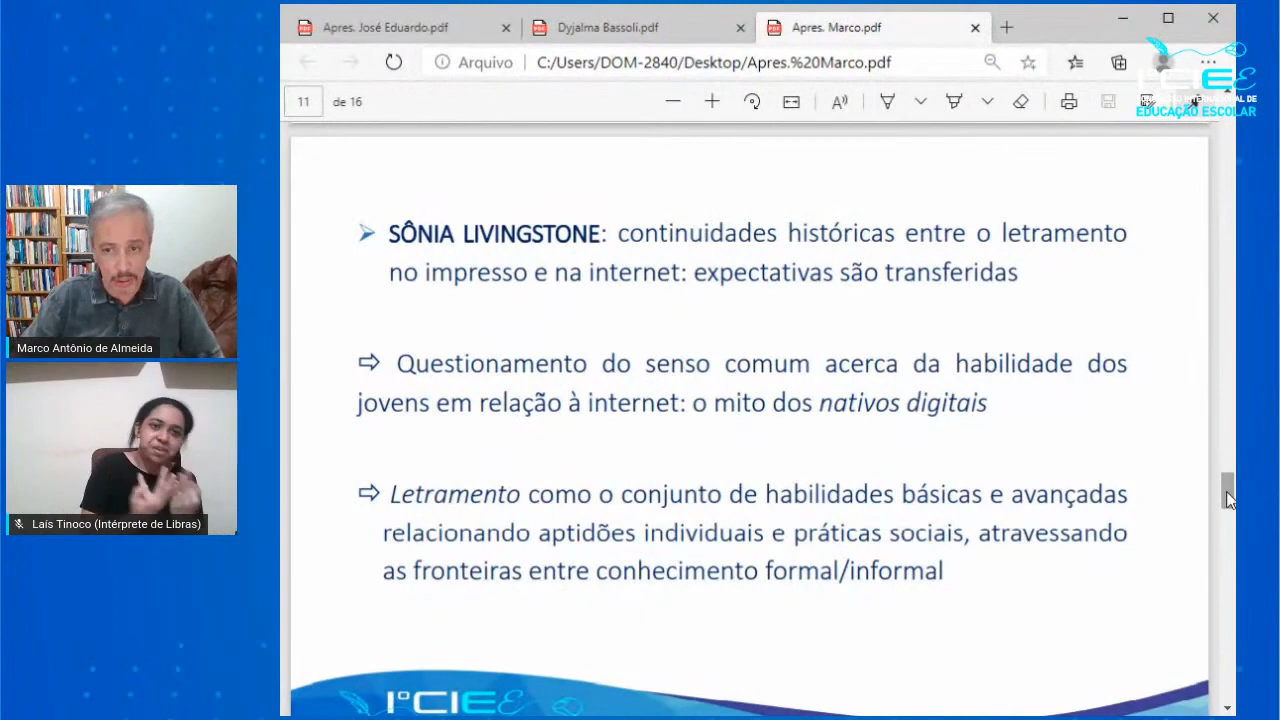 Apres. José Eduardo.pdf
Dyjalma Bassoli.pdf
Apres. Marco.pdf
Arquivo
C:/Users/DOM-2840/Desktop/Apres.%20Marco.pdf
11
de 16
EDUCAÇÃO ESCOLAR
SÔNIA LIVINGSTONE: continuidades históricas entre o letramento
no impresso e na internet: expectativas são transferidas
⇨ Questionamento do senso comum acerca da habilidade dos
jovens em relação à internet: o mito dos nativos digitais
⇨ Letramento como o conjunto de habilidades básicas e avançadas
relacionando aptidões individuais e práticas sociais, atravessando
as fronteiras entre conhecimento formal/informal
Marco Antônio de Almeida
Laís Tinoco (Intérprete de Libras)
1º CIEE